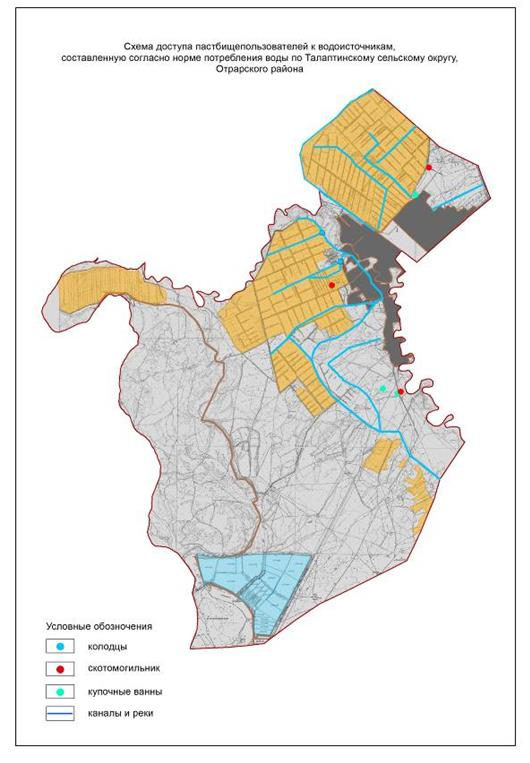 Схема доступа пастбищепользователей к водоисточникам,
составленную согласно норме потребления воды по Талаптинскому сельскому округу,
Отрарского района
Условные обозночения
колодцы
скотомогильник
купочные ванны
каналы и реки